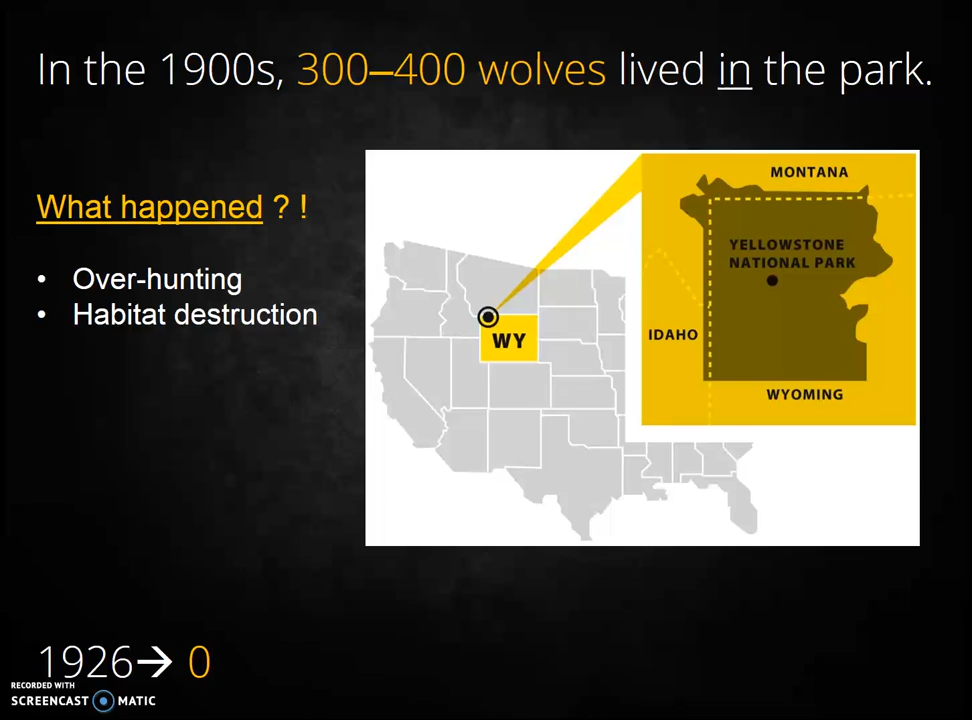 In the 1900s, 300–400 wolves lived in the park.
What happened ? !
• Over-hunting
• Habitat destruction
MONTANA
YELLOWSTONE
NATIONAL PARK
IDAHO
WY
WYOMING
1926→ 0
RECORDED WITH
SCREENCAST MATIC